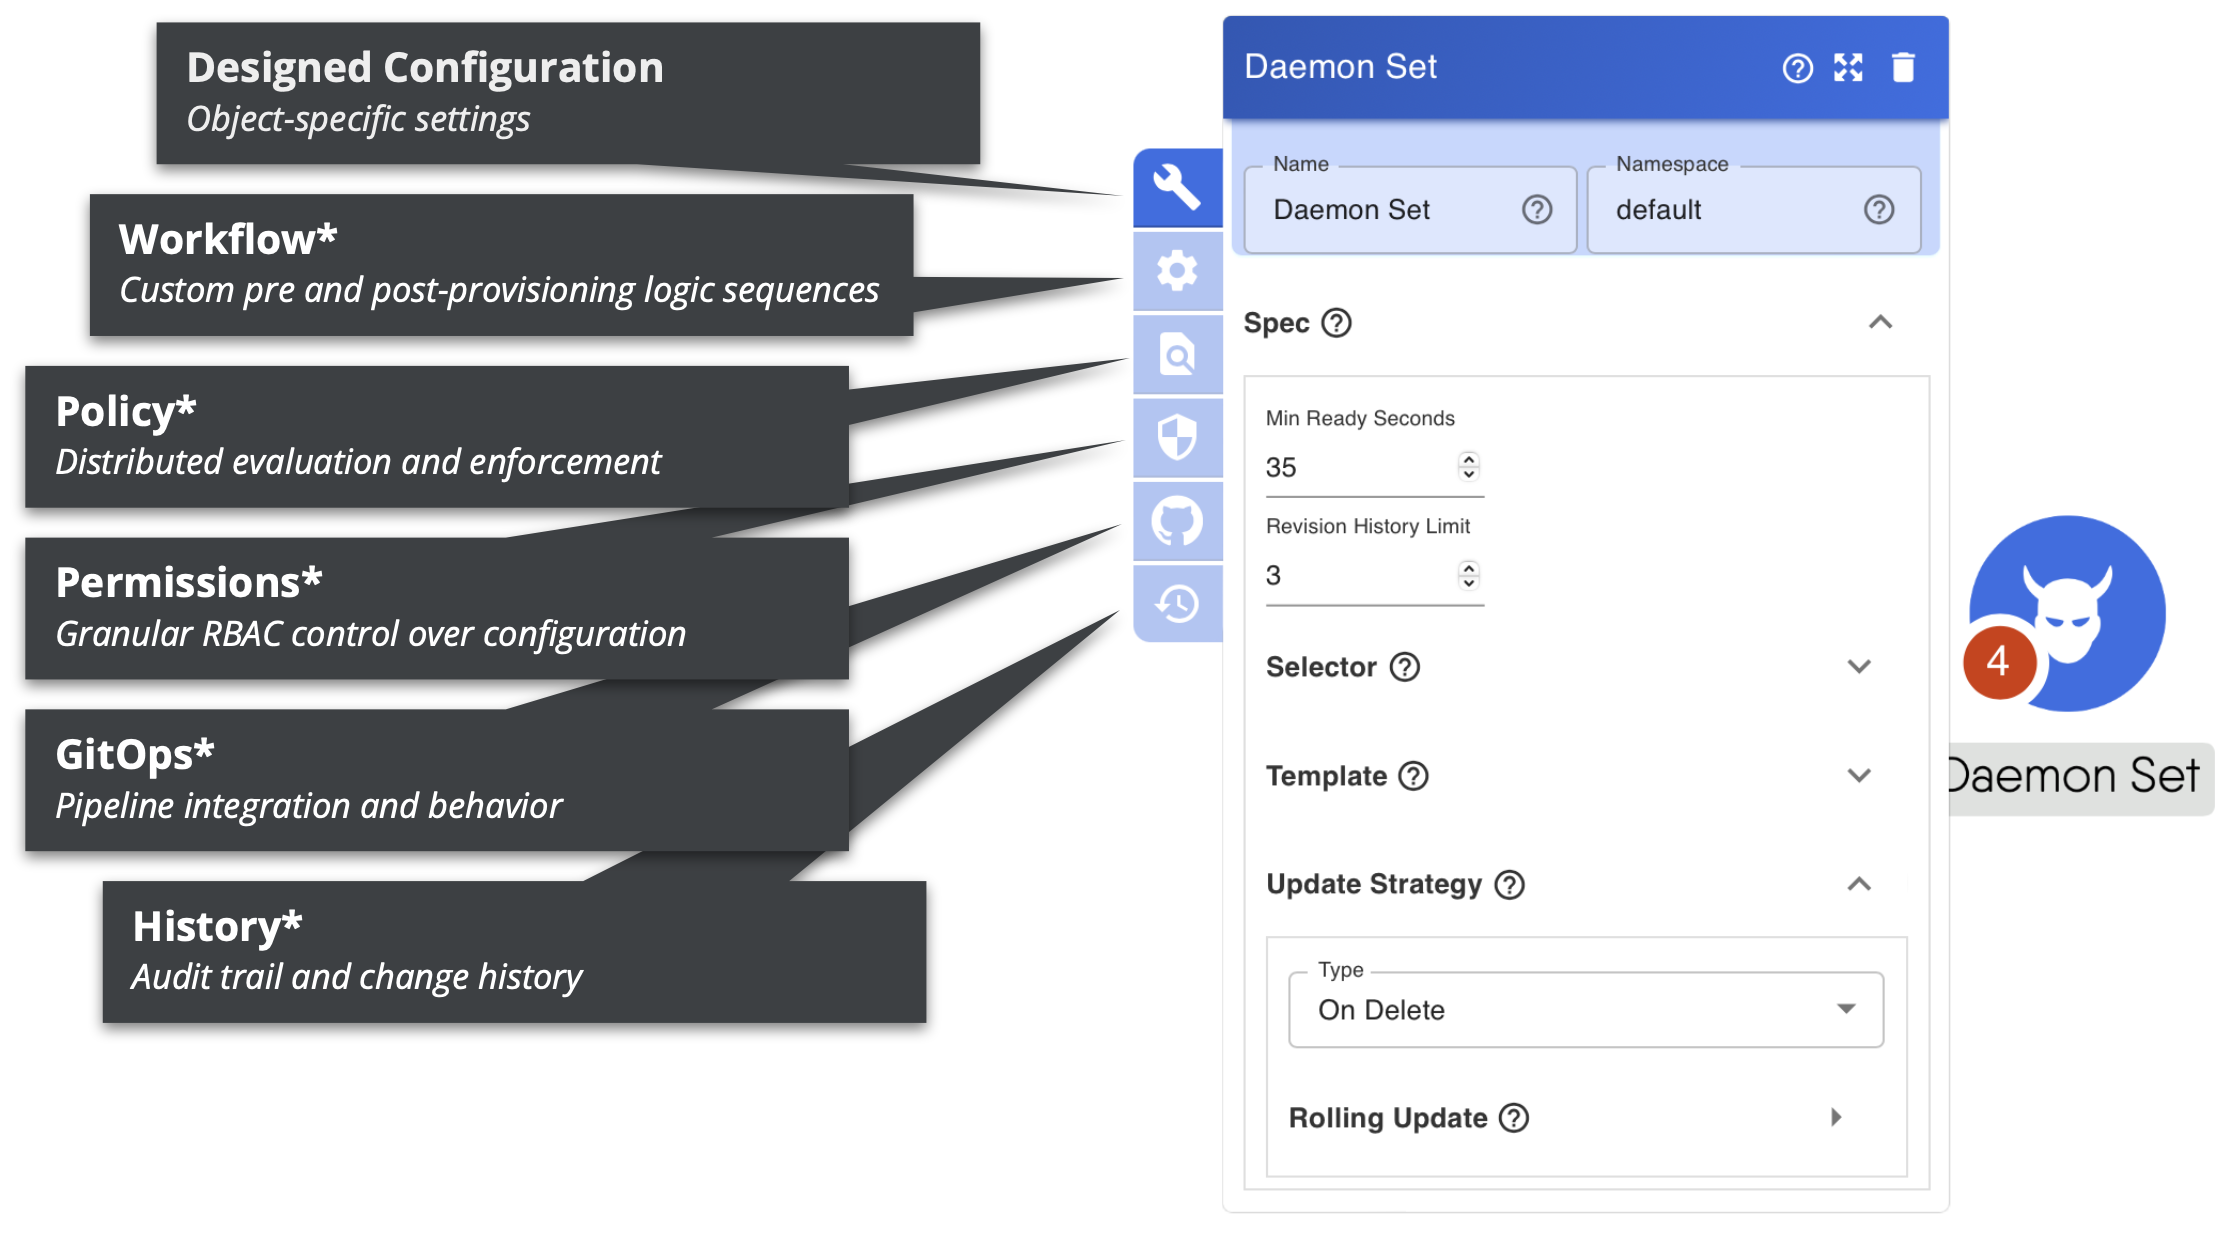 Designed Configuration
Object-specific settings
Workflow*
Custom pre and post-provisioning logic sequences
Policy*
Distributed evaluation and enforcement
Permissions*
Granular RBAC control over configuration
GitOps*
Pipeline integration and behavior
History*
Audit trail and change history
Daemon Set
Name
Daemon Set
Namespace
default
Spec
Min Ready Seconds
35
Revision History Limit
3
Selector
Template
Update Strategy
Type
On Delete
Rolling Update
4
Daemon Set